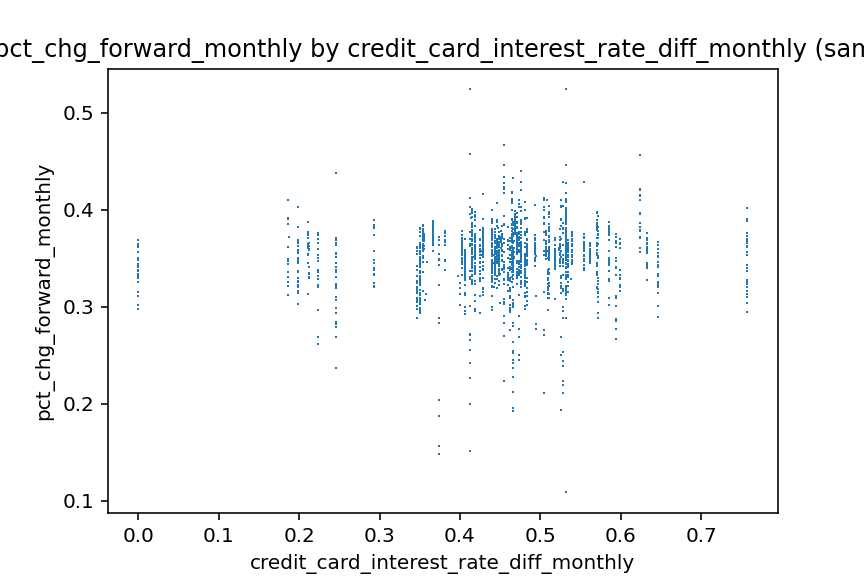 pct_chg_forward_monthly by credit_card_interest_rate_diff_monthly (sam
0.5
0.4
0.3
0.2
0.1
pct_chg_forward_monthly
0.0 0.1 0.2 0.3 0.4 0.5 0.6 0.7
credit_card_interest_rate_diff_monthly